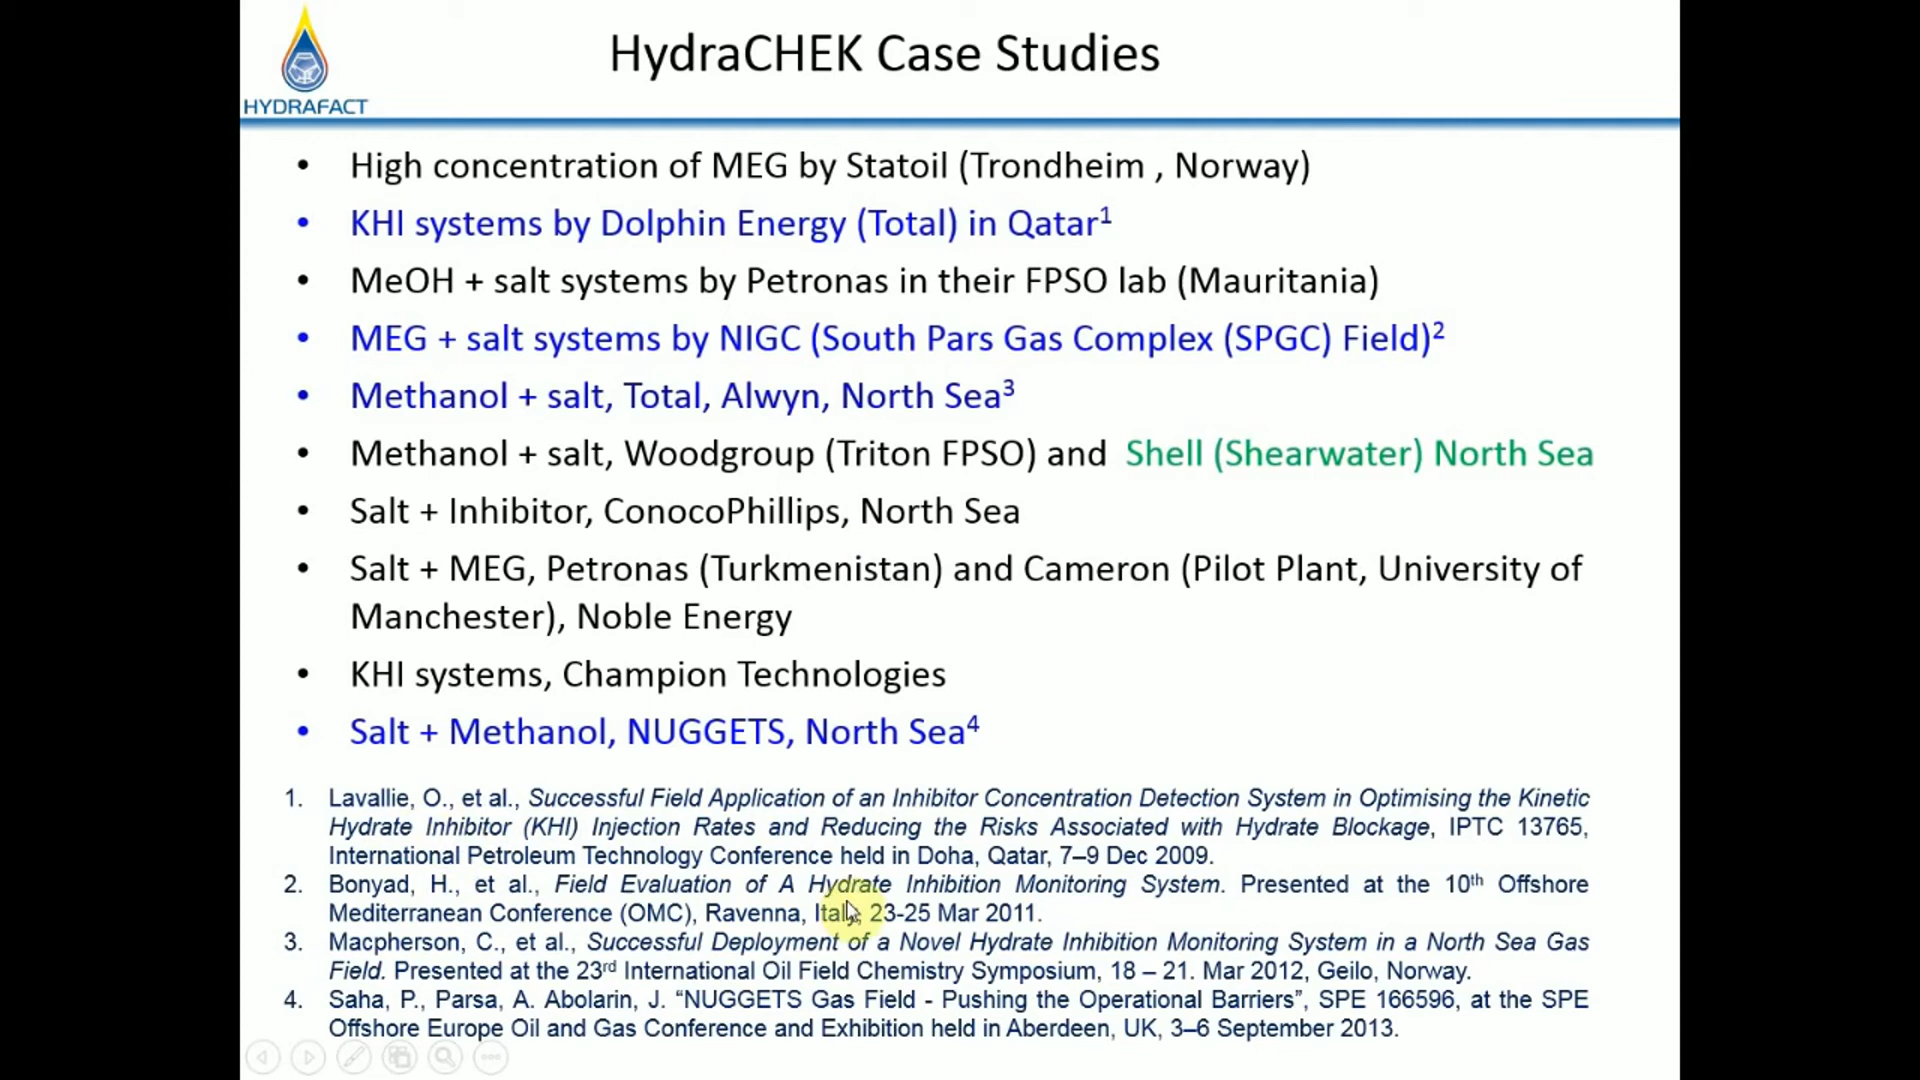 HydraCHEK Case Studies
HYDRAFACT
• High concentration of MEG by Statoil (Trondheim , Norway)
• KHI systems by Dolphin Energy (Total) in Qatar¹
• MeOH + salt systems by Petronas in their FPSO lab (Mauritania)
• MEG + salt systems by NIGC (South Pars Gas Complex (SPGC) Field)²
• Methanol + salt, Total, Alwyn, North Sea³
• Methanol + salt, Woodgroup (Triton FPSO) and Shell (Shearwater) North Sea
• Salt + Inhibitor, ConocoPhillips, North Sea
• Salt + MEG, Petronas (Turkmenistan) and Cameron (Pilot Plant, University of
Manchester), Noble Energy
• KHI systems, Champion Technologies
• Salt + Methanol, NUGGETS, North Sea⁴
1. Lavallie, O., et al., Successful Field Application of an Inhibitor Concentration Detection System in Optimising the Kinetic
Hydrate Inhibitor (KHI) Injection Rates and Reducing the Risks Associated with Hydrate Blockage, IPTC 13765,
International Petroleum Technology Conference held in Doha, Qatar, 7–9 Dec 2009.
2. Bonyad, H., et al., Field Evaluation of A Hydrate Inhibition Monitoring System. Presented at the 10th Offshore
Mediterranean Conference (OMC), Ravenna, Italy, 23-25 Mar 2011.
3. Macpherson, C., et al., Successful Deployment of a Novel Hydrate Inhibition Monitoring System in a North Sea Gas
Field. Presented at the 23rd International Oil Field Chemistry Symposium, 18 – 21. Mar 2012, Geilo, Norway.
4. Saha, P., Parsa, A. Abolarin, J. “NUGGETS Gas Field - Pushing the Operational Barriers”, SPE 166596, at the SPE
Offshore Europe Oil and Gas Conference and Exhibition held in Aberdeen, UK, 3–6 September 2013.